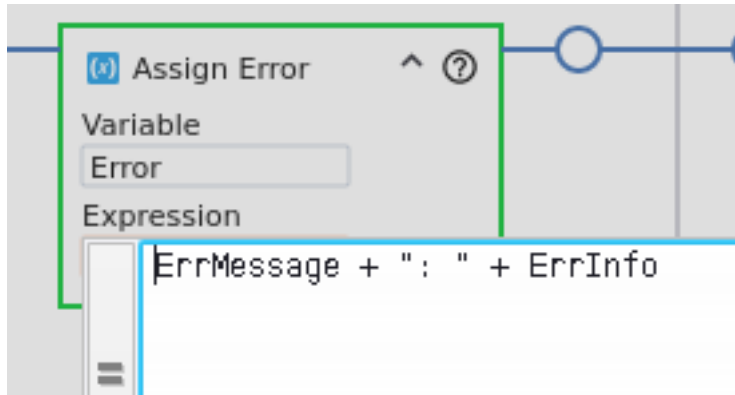 (x) Assign Error ?
Variable
Error
Expression
ErrMessage + ": " + ErrInfo